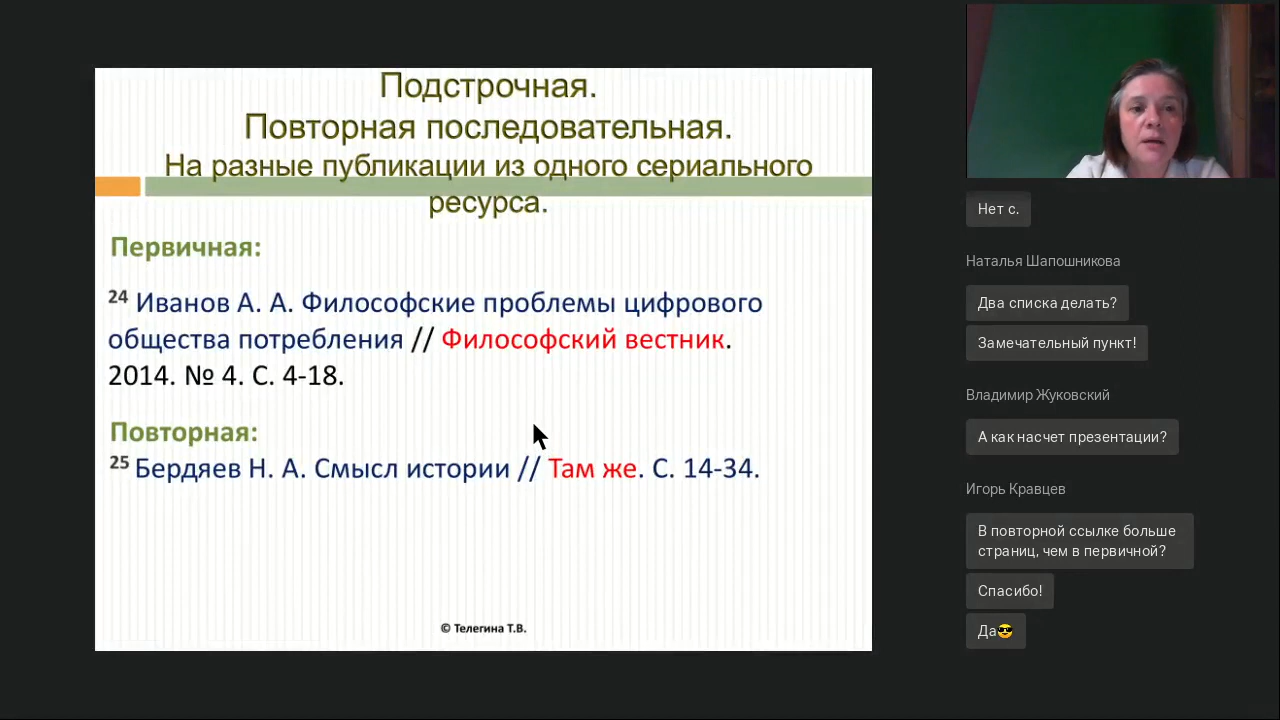 Подстрочная.
Повторная последовательная.
На разные публикации из одного сериального
ресурса.
Первичная:
24 Иванов А. А. Философские проблемы цифрового
общества потребления // Философский вестник.
2014. № 4. С. 4-18.
Повторная:
25 Бердяев Н. А. Смысл истории // Там же. С. 14-34.
© Телегина Т.В.
Нет с.
Наталья Шапошникова
Два списка делать?
Замечательный пункт!
Владимир Жуковский
А как насчет презентации?
Игорь Кравцев
В повторной ссылке больше
страниц, чем в первичной?
Спасибо!
Да😎